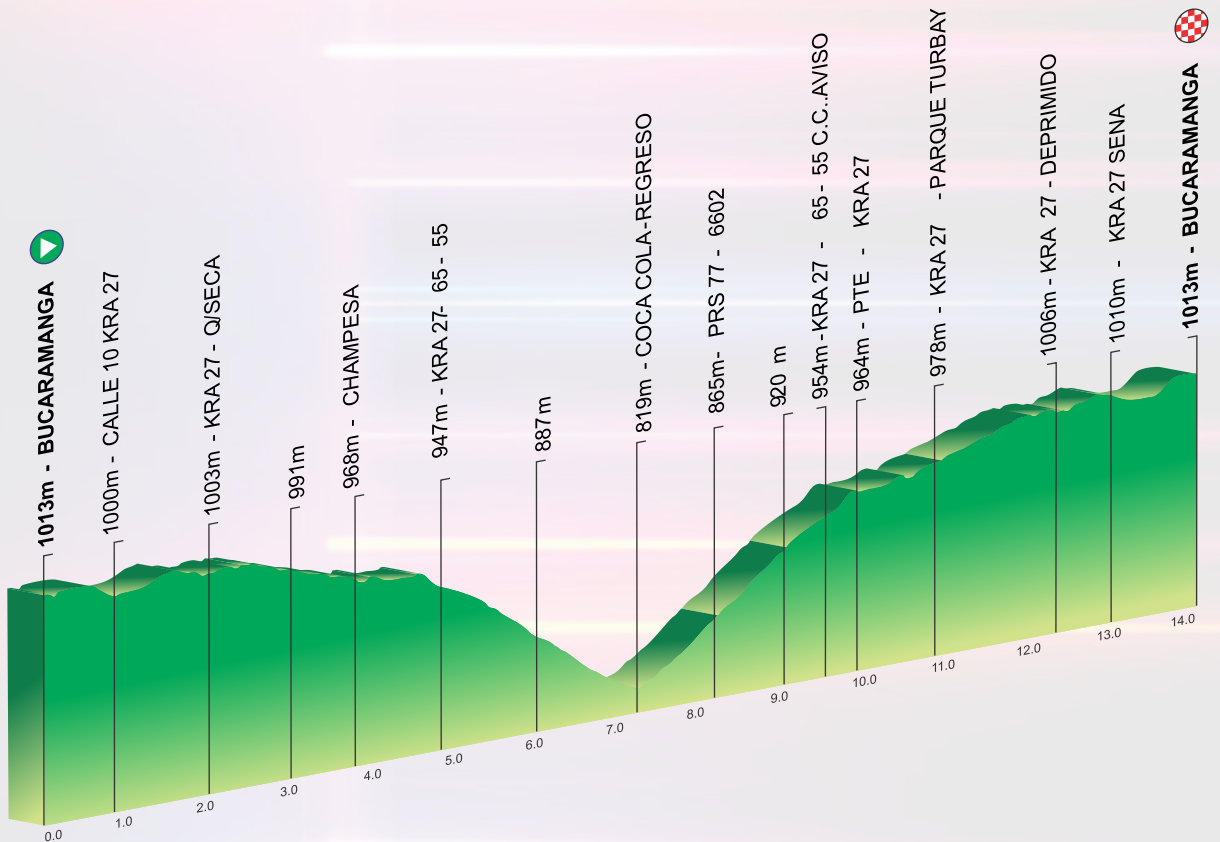 1013m - BUCARAMANGA
1000m - CALLE 10 KRA 27
1003m - KRA 27 - Q/SECA
991m
968m - CHAMPESA
947m - KRA 27- 65 - 55
887m
819m - COCA COLA-REGRESO
865m- PRS 77 - 6602
920 m
954m-KRA 27 - 65 - 55 C.C..AVISO
964m - PTE - KRA 27
978m - KRA 27 - PARQUE TURBAY
1006m - KRA 27 - DEPRIMIDO
1010m - KRA 27 SENA
1013m - BUCARAMANGA
0.0
1.0
2.0
3.0
4.0
5.0
6.0
7.0
8.0
9.0
10.0
11.0
12.0
13.0
14.0